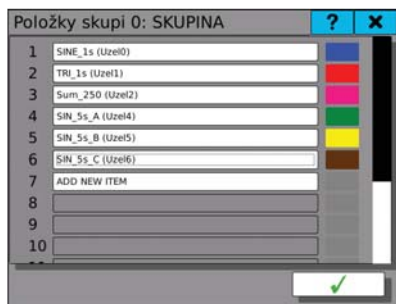 Položky skupi 0: SKUPINA ? ×
1 SINE_1s (Uzel0)
2 TRI_1s (Uzel1)
3 Sum_250 (Uzel2)
4 SIN_5s_A (Uzel4)
5 SIN_5s_B (Uzel5)
6 SIN_5s_C (Uzel6)
7 ADD NEW ITEM
8
9
10